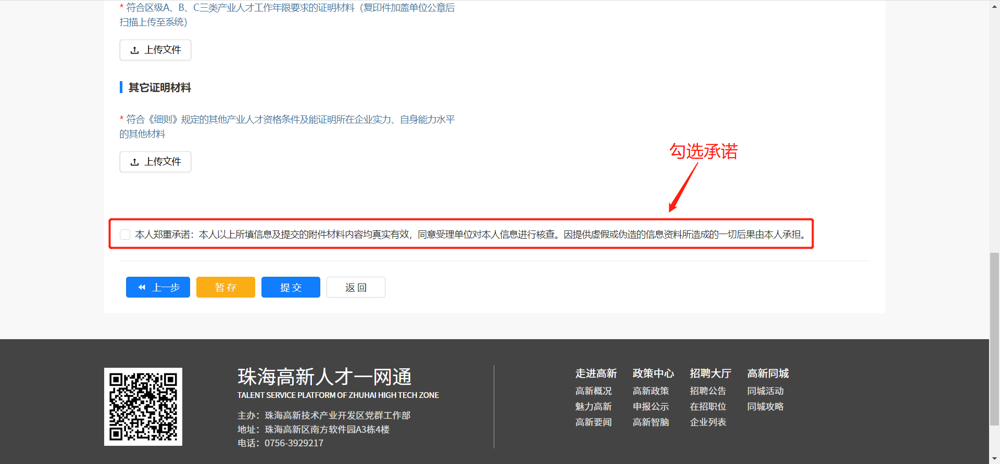 * 符合区级A、B、C三类产业人才工作年限要求的证明材料（复印件加盖单位公章后
扫描上传至系统）
上传文件
其它证明材料
* 符合《细则》规定的其他产业人才资格条件及能证明所在企业实力、自身能力水平
的其他材料
上传文件
勾选承诺
本人郑重承诺：本人以上所填信息及提交的附件材料内容均真实有效，同意受理单位对本人信息进行核查。因提供虚假或伪造的信息资料所造成的一切后果由本人承担。
上一步 暂存 提交 返回
珠海高新人才一网通
TALENT SERVICE PLATFORM OF ZHUHAI HIGH TECH ZONE
主办：珠海高新技术产业开发区党群工作部
地址：珠海高新区南方软件园A3栋4楼
电话：0756-3929217
走进高新 政策中心 招聘大厅 高新同城
高新概况 高新政策 招聘公告 同城活动
魅力高新 申报公示 在招职位 同城攻略
高新要闻 高新智脑 企业列表